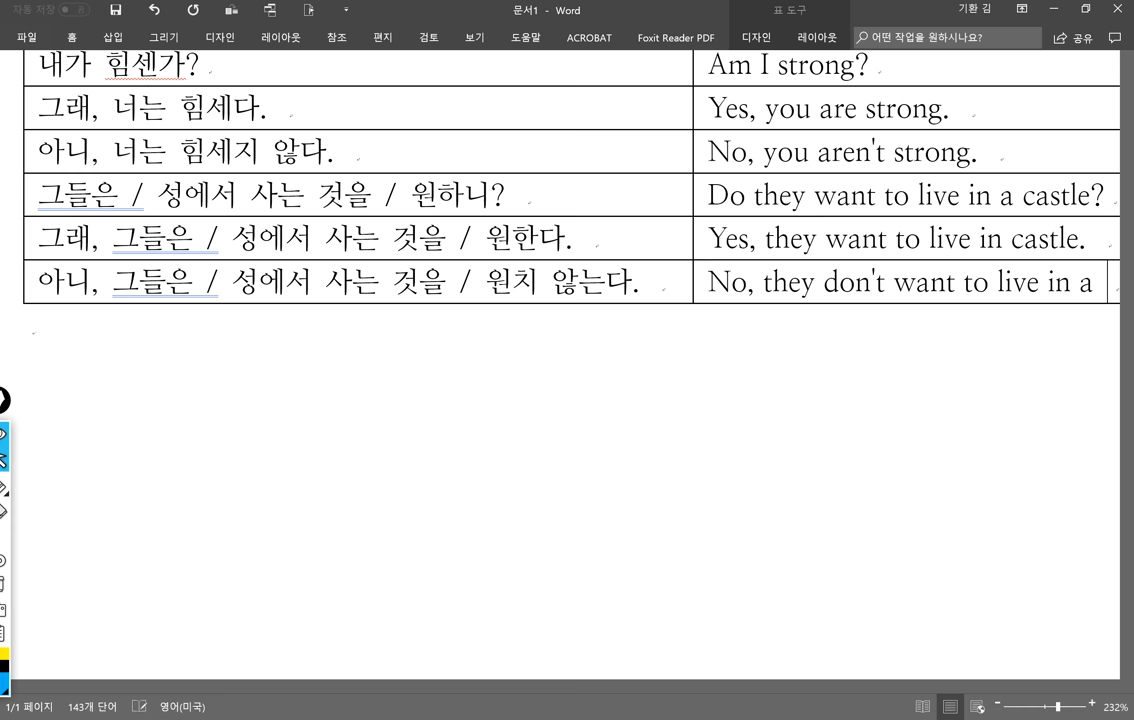 자동 저장
문서1 - Word
표 도구
기환 김
파일 홈 삽입 그리기 디자인 레이아웃 참조 편지 검토 보기 도움말 ACROBAT Foxit Reader PDF 디자인 레이아웃 어떤 작업을 원하시나요? 공유
내가 힘센가? Am I strong?
그래, 너는 힘세다. Yes, you are strong.
아니, 너는 힘세지 않다. No, you aren't strong.
그들은 / 성에서 사는 것을 / 원하니? Do they want to live in a castle?
그래, 그들은 / 성에서 사는 것을 / 원한다. Yes, they want to live in castle.
아니, 그들은 / 성에서 사는 것을 / 원치 않는다. No, they don't want to live in a
1/1 페이지 143개 단어 영어(미국) 232%